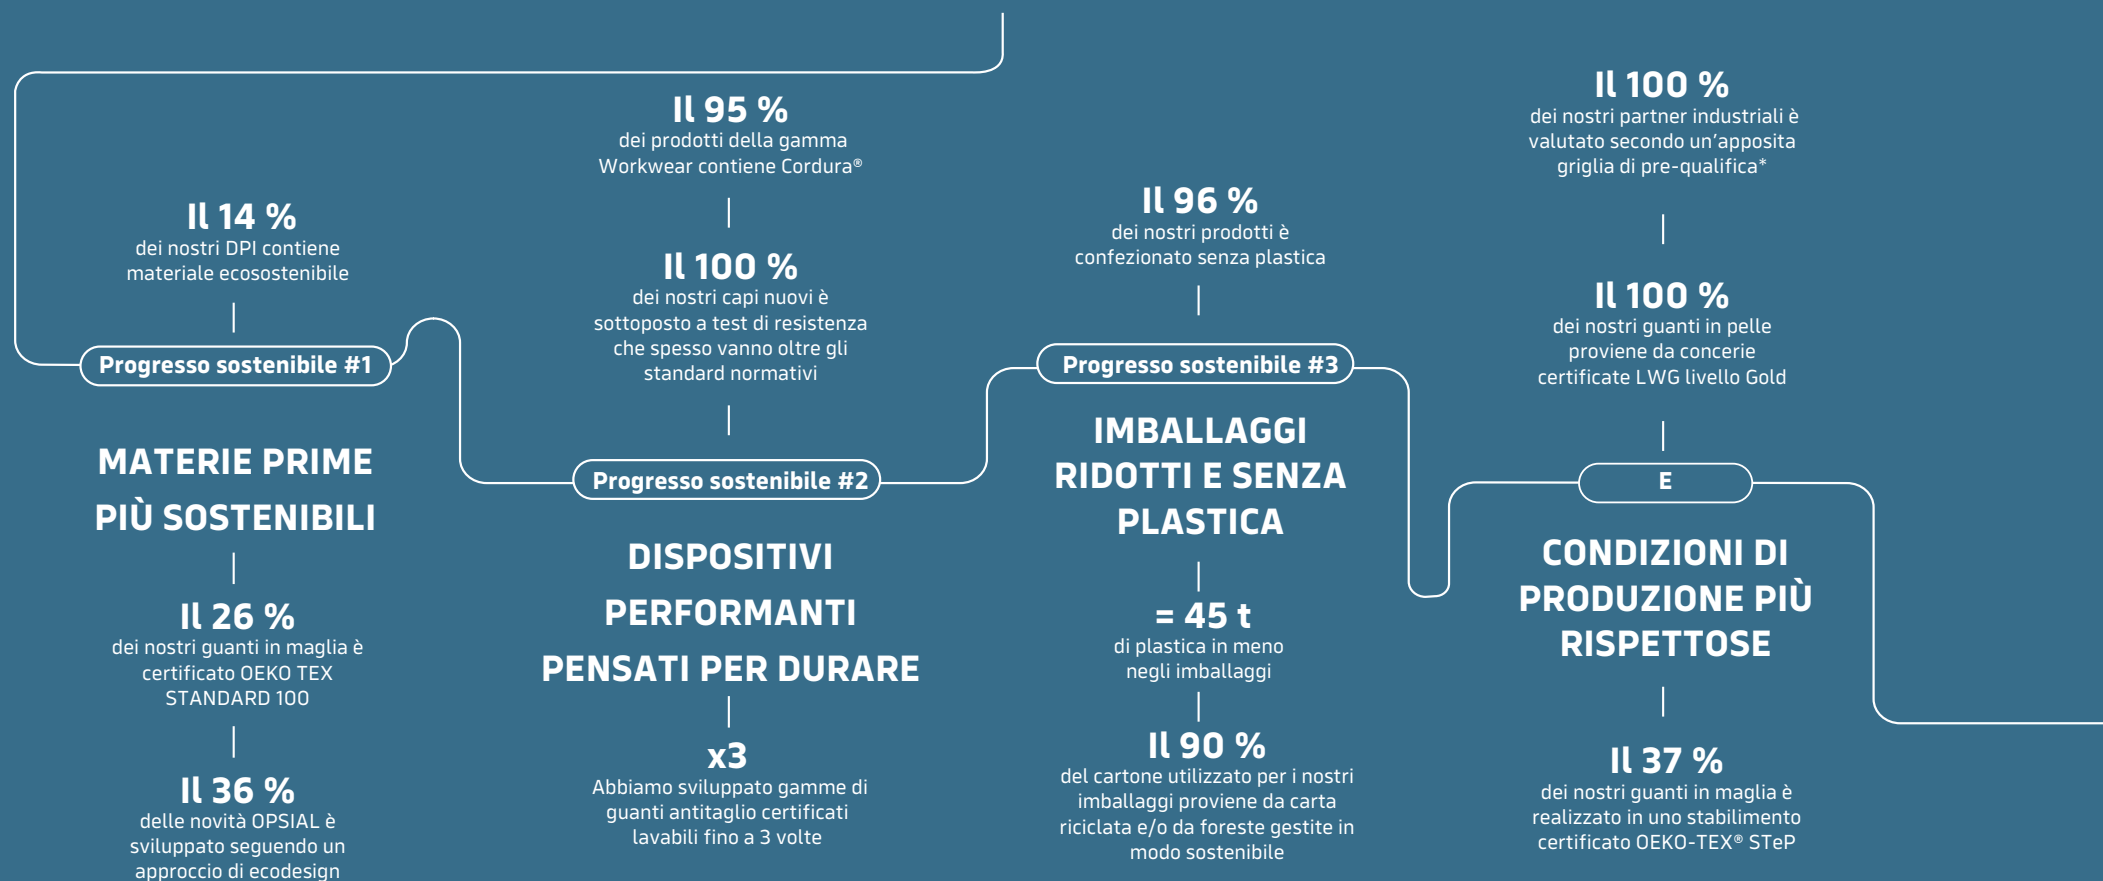 Il 14 %
dei nostri DPI contiene
materiale ecosostenibile
Progresso sostenibile #1
MATERIE PRIME
PIÙ SOSTENIBILI
Il 26 %
dei nostri guanti in maglia è
certificato OEKO TEX
STANDARD 100
Il 36 %
delle novità OPSIAL è
sviluppato seguendo un
approccio di ecodesign
Il 95 %
dei prodotti della gamma
Workwear contiene Cordura®
Il 100 %
dei nostri capi nuovi è
sottoposto a test di resistenza
che spesso vanno oltre gli
standard normativi
Progresso sostenibile #2
DISPOSITIVI
PERFORMANTI
PENSATI PER DURARE
x3
Abbiamo sviluppato gamme di
guanti antitaglio certificati
lavabili fino a 3 volte
Il 96 %
dei nostri prodotti è
confezionato senza plastica
Progresso sostenibile #3
IMBALLAGGI
RIDOTTI E SENZA
PLASTICA
= 45 t
di plastica in meno
negli imballaggi
Il 90 %
del cartone utilizzato per i nostri
imballaggi proviene da carta
riciclata e/o da foreste gestite in
modo sostenibile
Il 100 %
dei nostri partner industriali è
valutato secondo un'apposita
griglia di pre-qualifica*
Il 100 %
dei nostri guanti in pelle
proviene da concerie
certificate LWG livello Gold
E
CONDIZIONI DI
PRODUZIONE PIÙ
RISPETTOSE
Il 37 %
dei nostri guanti in maglia è
realizzato in uno stabilimento
certificato OEKO-TEX® STeP